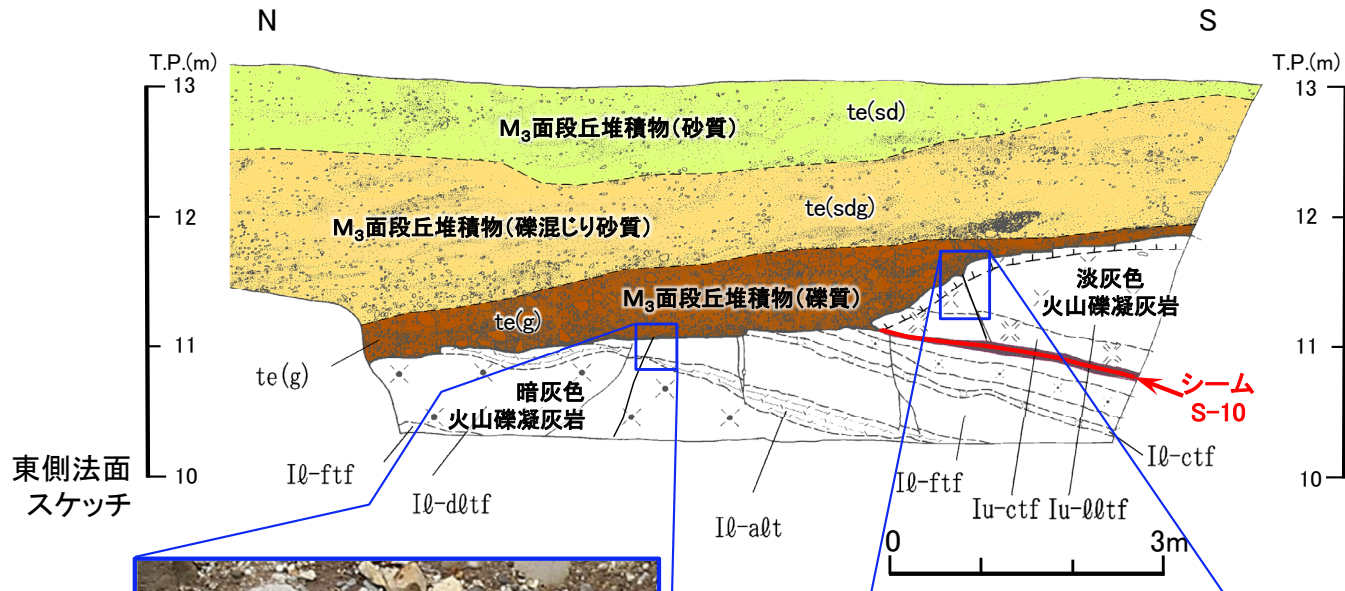 N
S
T.P.(m)
T.P.(m)
13
13
te(sd)
M₃面段丘堆積物(砂質)
12
12
te(sdg)
M₃面段丘堆積物(礫混じり砂質)
淡灰色
火山礫凝灰岩
M₃面段丘堆積物(礫質)
te(g)
11
11
te(g)
暗灰色
火山礫凝灰岩
シーム
S-10
10
10
東側法面
スケッチ
Iℓ-ftf
Iℓ-dℓtf
Iℓ-aℓt
Iℓ-ftf
Iu-ctf
Iu-ℓℓtf
Iℓ-ctf
0
3m